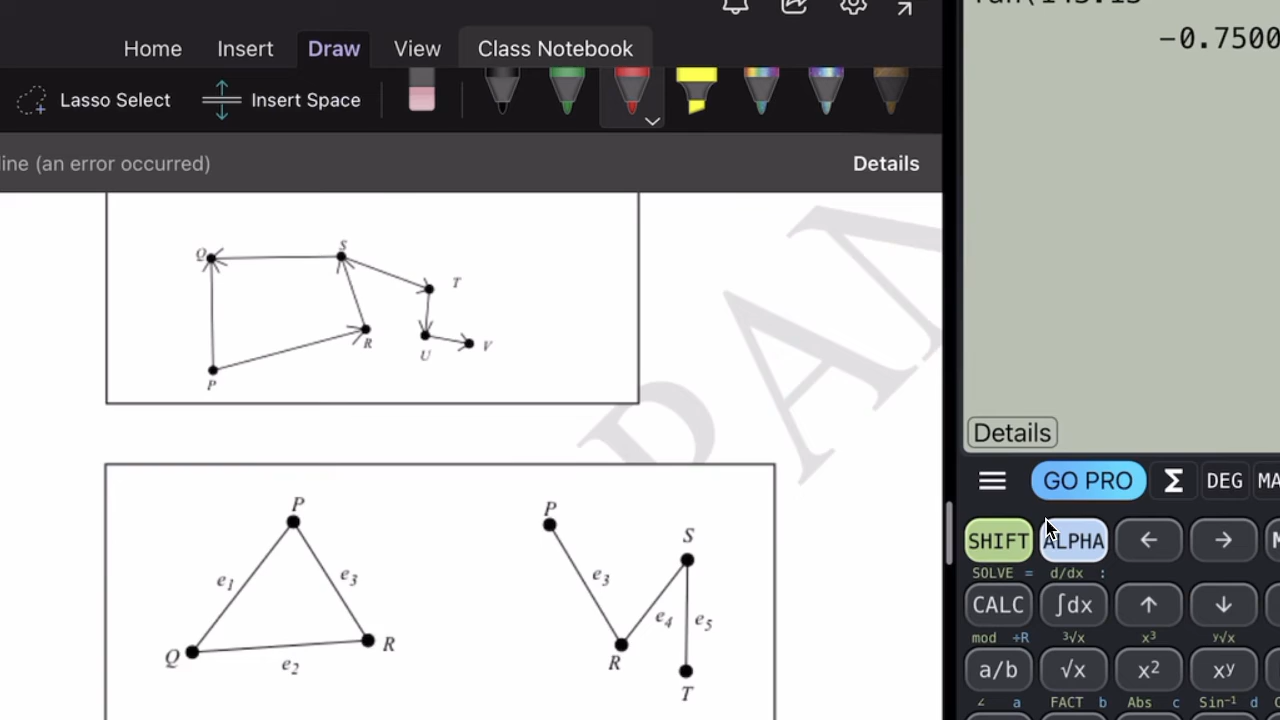 -0.7500
Home Insert Draw View Class Notebook
Lasso Select Insert Space
line (an error occurred) Details
Q S T
R U V
P
DAM
Details
GO PRO Σ DEG
SHIFT ALPHA ← →
SOLVE = d/dx :
CALC ∫dx ↑ ↓
mod ÷R ³√x x³ ʸ√x
a/b √x x² xʸ
∠ a FACT b Abs c Sin⁻¹ d
P P S
e₁ e₃ e₃ e₄ e₅
Q e₂ R R T